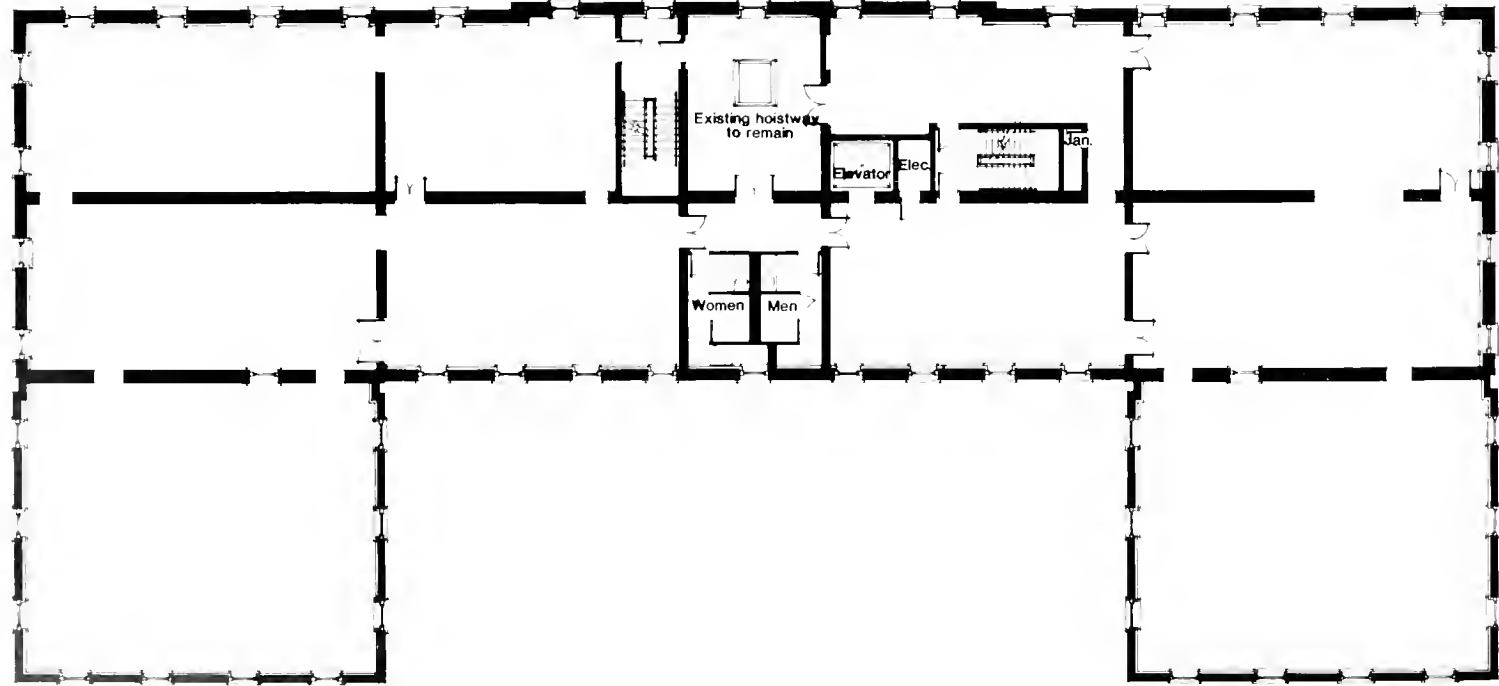 Existing hoistway
to remain
Elevator
Elec.
Jan.
Women
Men